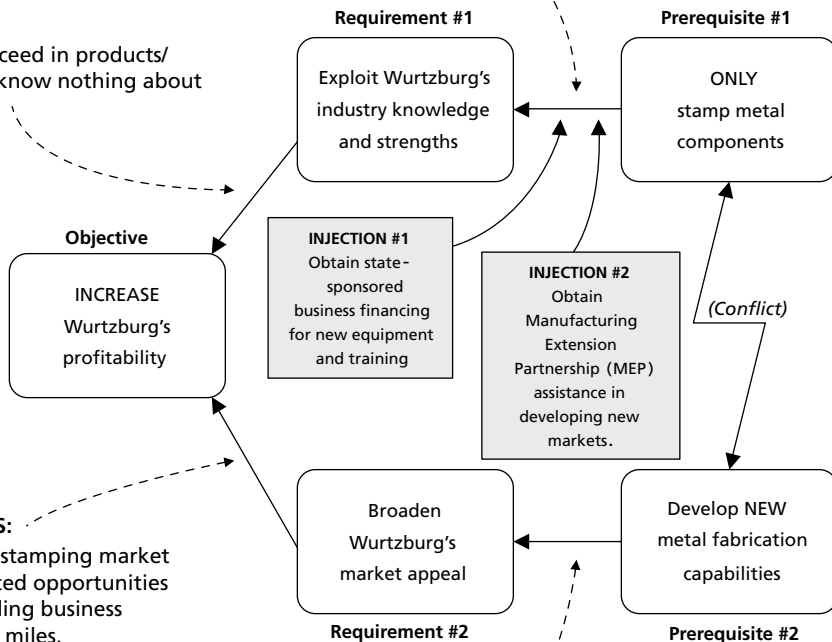 Requirement #1
Prerequisite #1
ceed in products/
know nothing about
Exploit Wurtzburg's
industry knowledge
and strengths
ONLY
stamp metal
components
Objective
INCREASE
Wurtzburg's
profitability
INJECTION #1
Obtain state-
sponsored
business financing
for new equipment
and training
INJECTION #2
Obtain
Manufacturing
Extension
Partnership (MEP)
assistance in
developing new
markets.
(Conflict)
S:
stamping market
ted opportunities
ding business
miles.
Broaden
Wurtzburg's
market appeal
Develop NEW
metal fabrication
capabilities
Requirement #2
Prerequisite #2